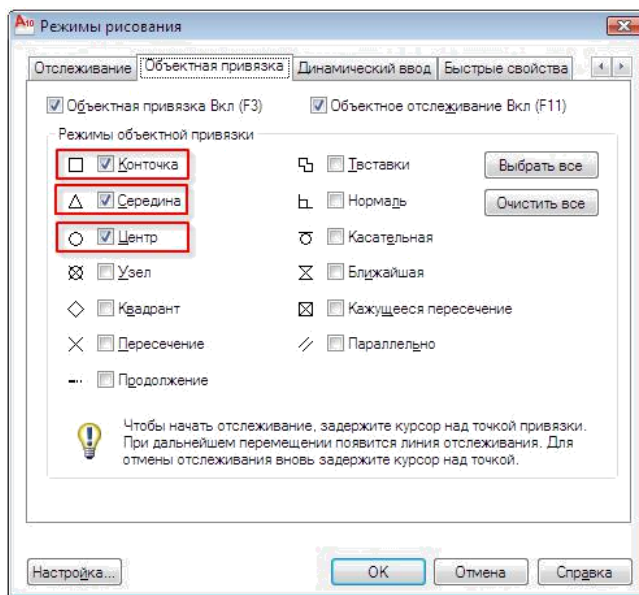 A10 Режимы рисования
Отслеживание Объектная привязка Динамический ввод Быстрые свойства
Объектная привязка Вкл (F3) Объектное отслеживание Вкл (F11)
Режимы объектной привязки
Конточка Твставки Выбрать все
Середина Нормаль Очистить все
Центр Касательная
Узел Ближайшая
Квадрант Кажущееся пересечение
Пересечение Параллельно
Продолжение
Чтобы начать отслеживание, задержите курсор над точкой привязки.
При дальнейшем перемещении появится линия отслеживания. Для
отмены отслеживания вновь задержите курсор над точкой.
Настройка... OK Отмена Справка